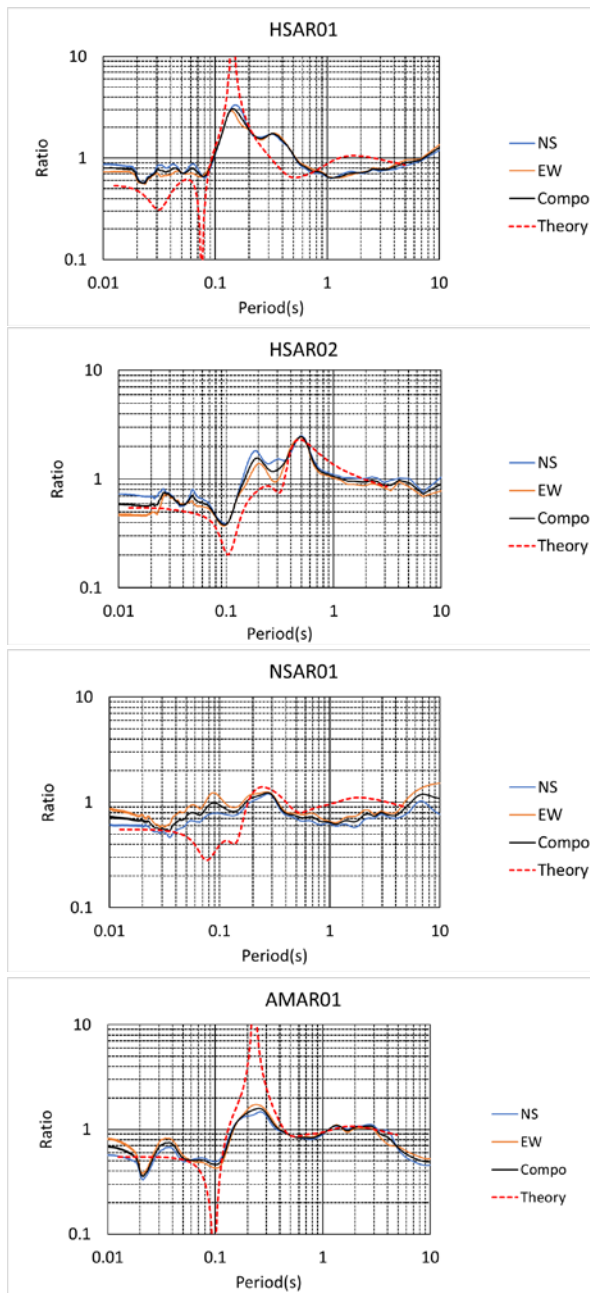 HSAR01
10
1
0.1
Ratio
0.01 0.1 1 10
Period(s)
NS
EW
Compo
Theory
HSAR02
10
1
0.1
Ratio
0.01 0.1 1 10
Period(s)
NS
EW
Compo
Theory
NSAR01
10
1
0.1
Ratio
0.01 0.1 1 10
Period(s)
NS
EW
Compo
Theory
AMAR01
10
1
0.1
Ratio
0.01 0.1 1 10
Period(s)
NS
EW
Compo
Theory